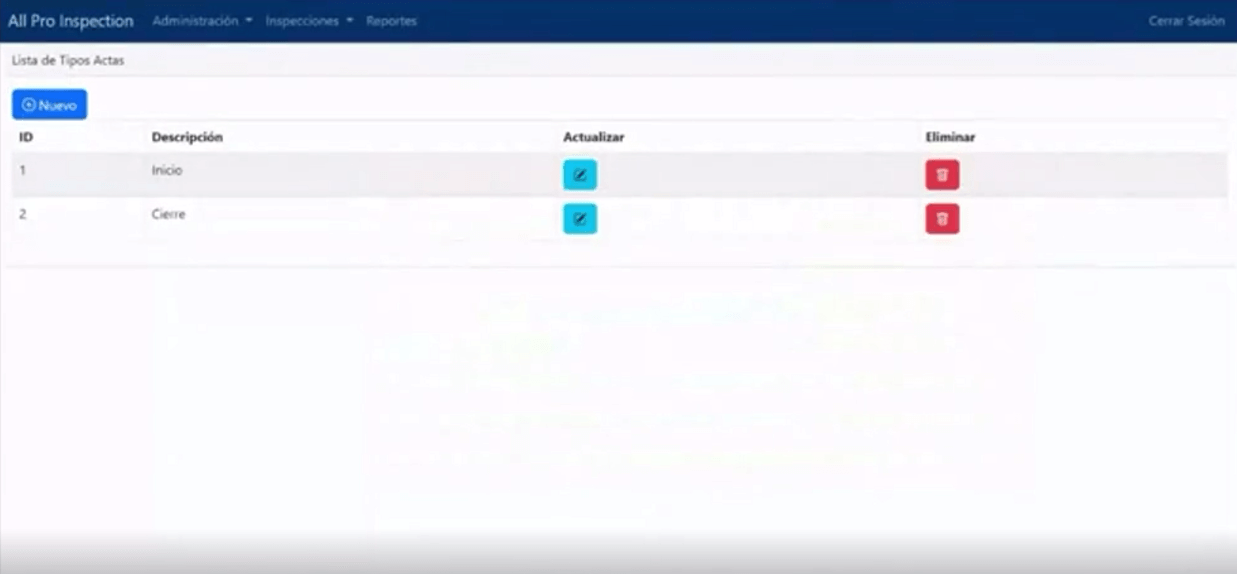 All Pro Inspection Administración Inspecciones Reportes Cerrar Sesión
Lista de Tipos Actas
Nuevo
ID Descripción Actualizar Eliminar
1 Inicio
2 Cierre